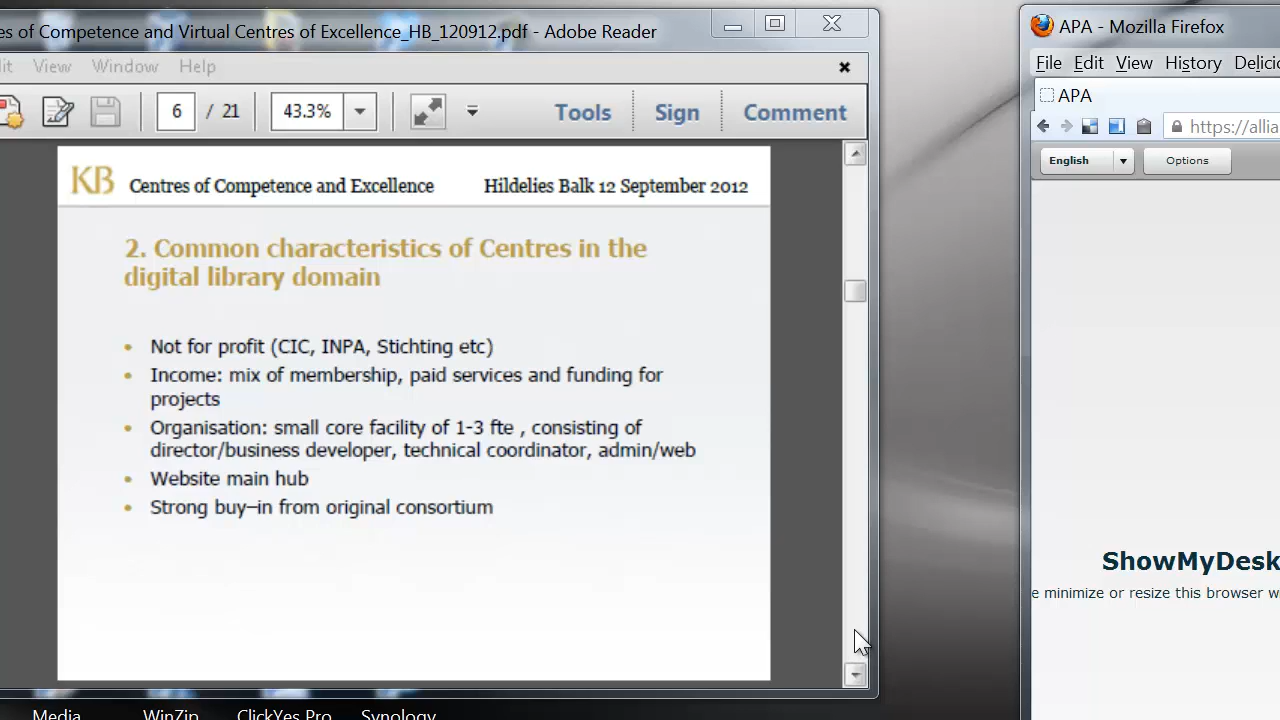 es of Competence and Virtual Centres of Excellence_HB_120912.pdf - Adobe Reader
it View Window Help
6 / 21 43.3% Tools Sign Comment
KB Centres of Competence and Excellence Hildelies Balk 12 September 2012
2. Common characteristics of Centres in the
digital library domain
• Not for profit (CIC, INPA, Stichting etc)
• Income: mix of membership, paid services and funding for
projects
• Organisation: small core facility of 1-3 fte , consisting of
director/business developer, technical coordinator, admin/web
• Website main hub
• Strong buy–in from original consortium
Media WinZip ClickYes Pro Synology
APA - Mozilla Firefox
File Edit View History Delicio
APA
https://allia
English Options
ShowMyDesk
e minimize or resize this browser w